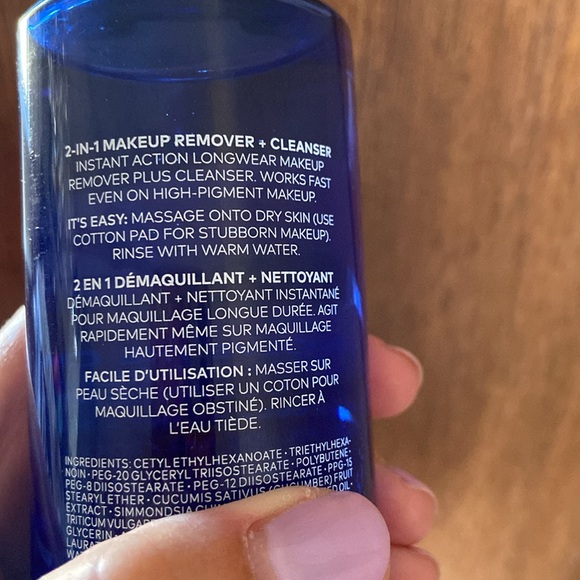 2-IN-1 MAKEUP REMOVER + CLEANSER
INSTANT ACTION LONGWEAR MAKEUP
REMOVER PLUS CLEANSER. WORKS FAST
EVEN ON HIGH-PIGMENT MAKEUP.
IT'S EASY: MASSAGE ONTO DRY SKIN (USE
COTTON PAD FOR STUBBORN MAKEUP).
RINSE WITH WARM WATER.
2 EN 1 DÉMAQUILLANT + NETTOYANT
DÉMAQUILLANT + NETTOYANT INSTANTANÉ
POUR MAQUILLAGE LONGUE DURÉE. AGIT
RAPIDEMENT MÊME SUR MAQUILLAGE
HAUTEMENT PIGMENTÉ.
FACILE D'UTILISATION : MASSER SUR
PEAU SÈCHE (UTILISER UN COTON POUR
MAQUILLAGE OBSTINÉ). RINCER À
L'EAU TIÈDE.
INGREDIENTS: CETYL ETHYLHEXANOATE · TRIETHYLHEXA-
NOIN · PEG-20 GLYCERYL TRIISOSTEARATE · POLYBUTENE ·
PEG-8 DIISOSTEARATE · PEG-12 DIISOSTEARATE · PPG-15
STEARYL ETHER · CUCUMIS SATIVUS (CUCUMBER) FRUIT
EXTRACT · SIMMONDSIA OIL ·
TRITICUM
GLYCERIN ·